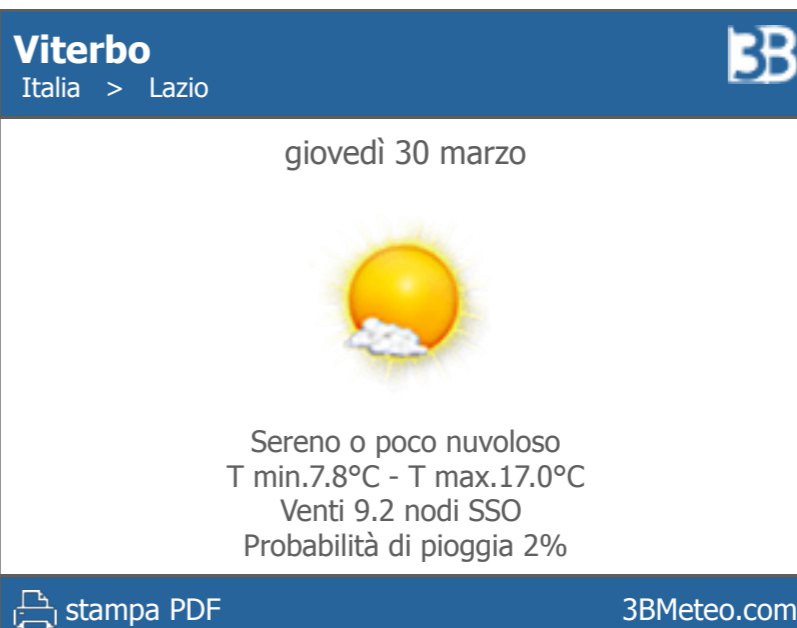 Viterbo
3B
Italia > Lazio
giovedì 30 marzo
Sereno o poco nuvoloso
T min.7.8°C - T max.17.0°C
Venti 9.2 nodi SSO
Probabilità di pioggia 2%
stampa PDF
3BMeteo.com